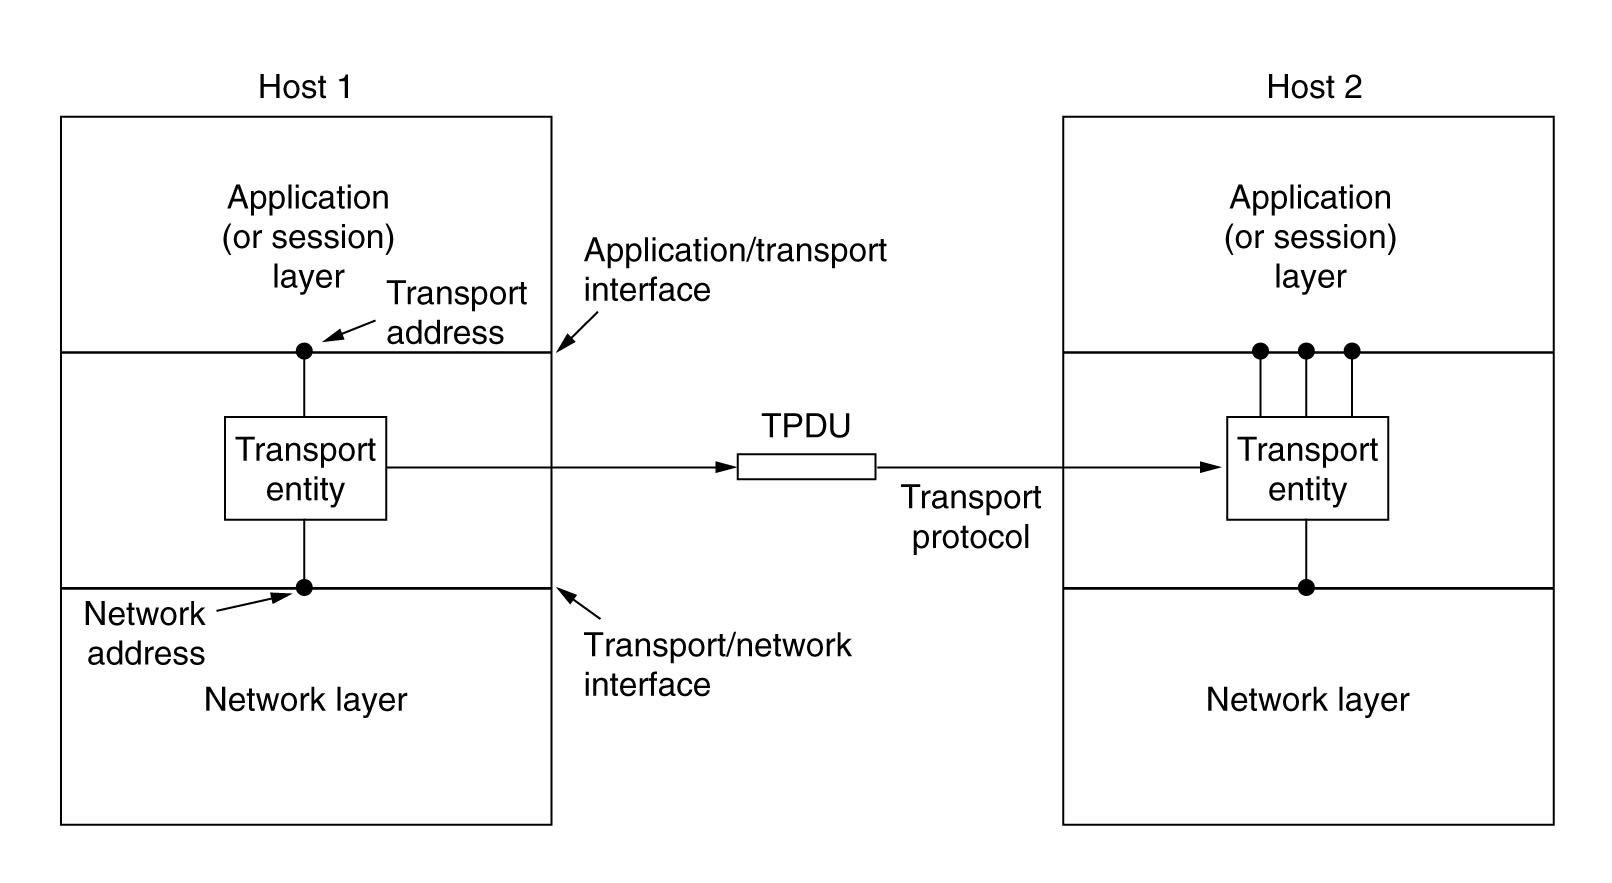 Host 1
Host 2
Application
(or session)
layer
Transport
address
Application/transport
interface
Application
(or session)
layer
Transport
entity
TPDU
Transport
protocol
Transport
entity
Network
address
Network layer
Transport/network
interface
Network layer